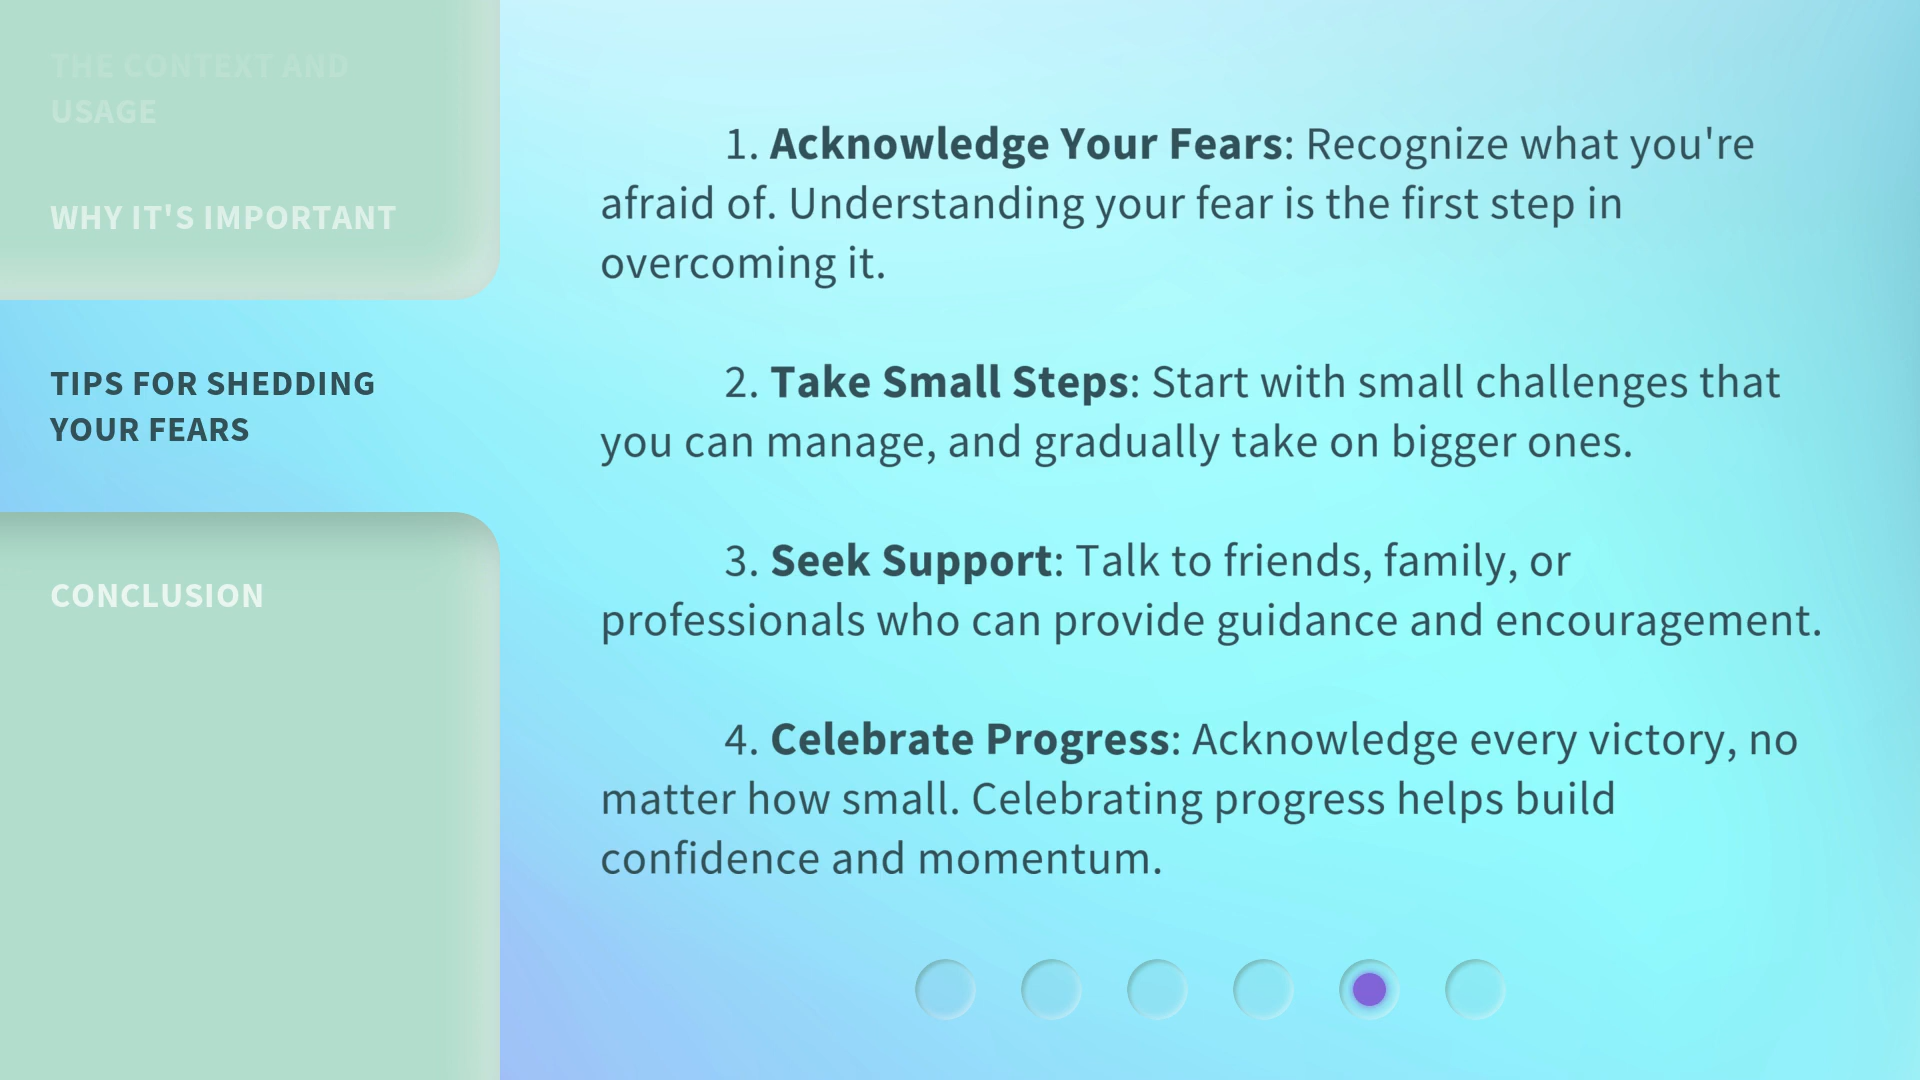 THE CONTEXT AND
USAGE
WHY IT'S IMPORTANT
TIPS FOR SHEDDING
YOUR FEARS
CONCLUSION
1. Acknowledge Your Fears: Recognize what you're
afraid of. Understanding your fear is the first step in
overcoming it.
2. Take Small Steps: Start with small challenges that
you can manage, and gradually take on bigger ones.
3. Seek Support: Talk to friends, family, or
professionals who can provide guidance and encouragement.
4. Celebrate Progress: Acknowledge every victory, no
matter how small. Celebrating progress helps build
confidence and momentum.